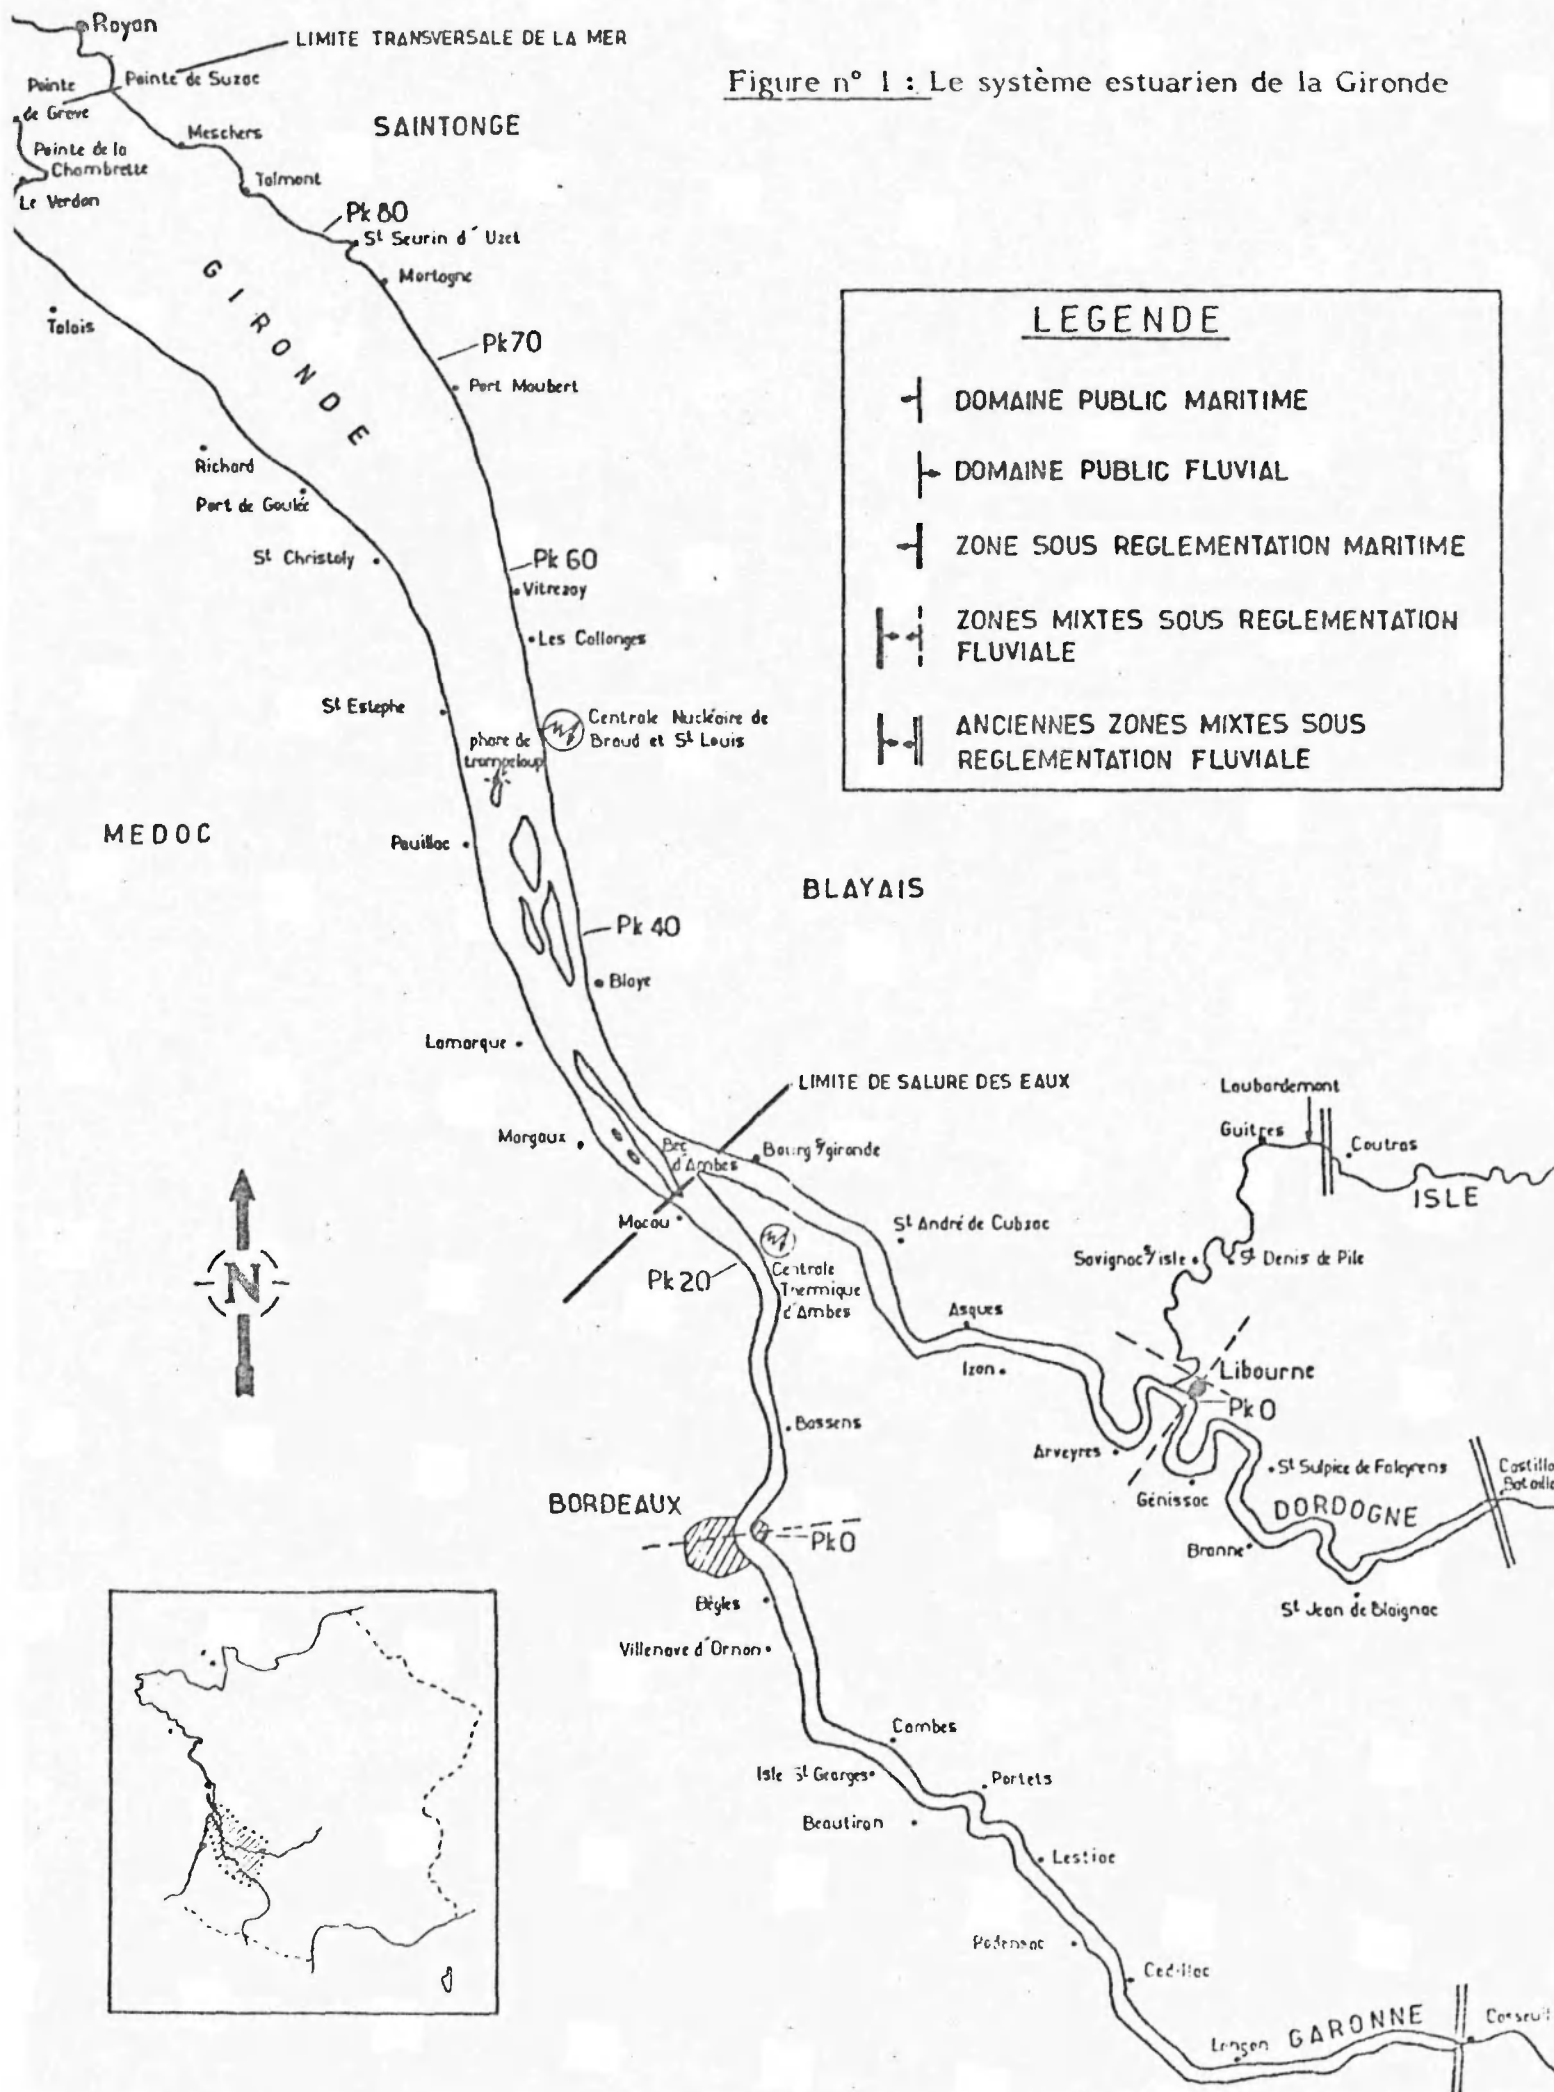 Figure n° 1 : Le système estuarien de la Gironde
Royan
LIMITE TRANSVERSALE DE LA MER
Pointe de Suzac
Pointe
de Grave
Pointe de la
Chambrette
Le Verdon
SAINTONGE
Meschers
Talmont
Pk 80
St Seurin d'Uzet
Mortagne
GIRONDE
Talais
Pk 70
Port Maubert
Richard
Port de Goulée
St Christoly
Pk 60
Vitrezay
Les Callonges
St Estephe
Centrale Nucléaire de
Braud et St Louis
phare de
trompeloup
MEDOC
Pauillac
BLAYAIS
Pk 40
Blaye
Lamarque
LEGENDE
DOMAINE PUBLIC MARITIME
DOMAINE PUBLIC FLUVIAL
ZONE SOUS REGLEMENTATION MARITIME
ZONES MIXTES SOUS REGLEMENTATION
FLUVIALE
ANCIENNES ZONES MIXTES SOUS
REGLEMENTATION FLUVIALE
LIMITE DE SALURE DES EAUX
Margaux
Bec
d'Ambes
Bourg s/gironde
Macau
Pk 20
Centrale
Thermique
d'Ambes
St André de Cubzac
Laubardemont
Guitres
Coutras
ISLE
Savignac s/isle
St Denis de Pile
Asques
Izon
Libourne
Pk 0
Arveyres
Génissac
St Sulpice de Faleyrens
DORDOGNE
Branne
St Jean de Blaignac
N
Bassens
BORDEAUX
Pk 0
Bègles
Villenave d'Ornon
Cambes
Isle St Georges
Portets
Beautiran
Lestiac
Podensac
Cadillac
Langon
GARONNE